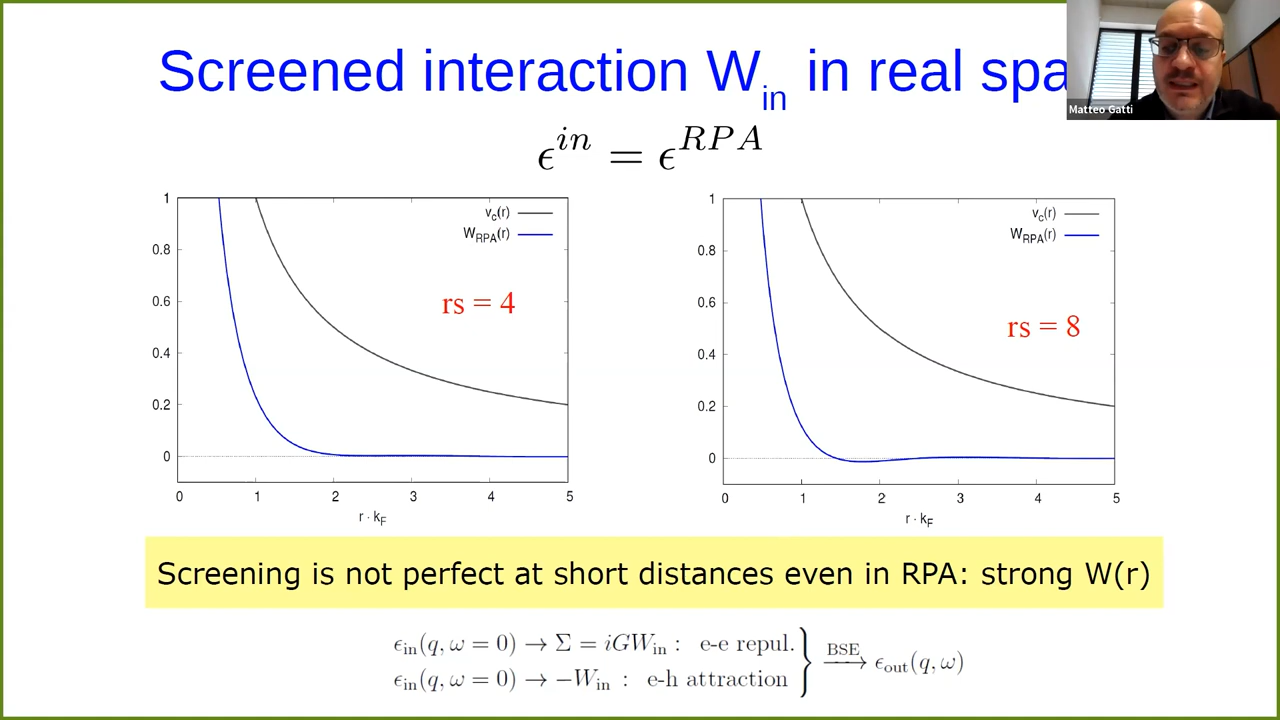 Screened interaction W_in in real spa
Matteo Gatti
ϵ^in = ϵ^RPA
1
0.8
0.6
0.4
0.2
0
0 1 2 3 4 5
r · k_F
v_c(r)
W_RPA(r)
rs = 4
1
0.8
0.6
0.4
0.2
0
0 1 2 3 4 5
r · k_F
v_c(r)
W_RPA(r)
rs = 8
Screening is not perfect at short distances even in RPA: strong W(r)
ϵ_in(q, ω = 0) → Σ = iGW_in : e-e repul.
ϵ_in(q, ω = 0) → −W_in : e-h attraction
} BSE → ϵ_out(q, ω)